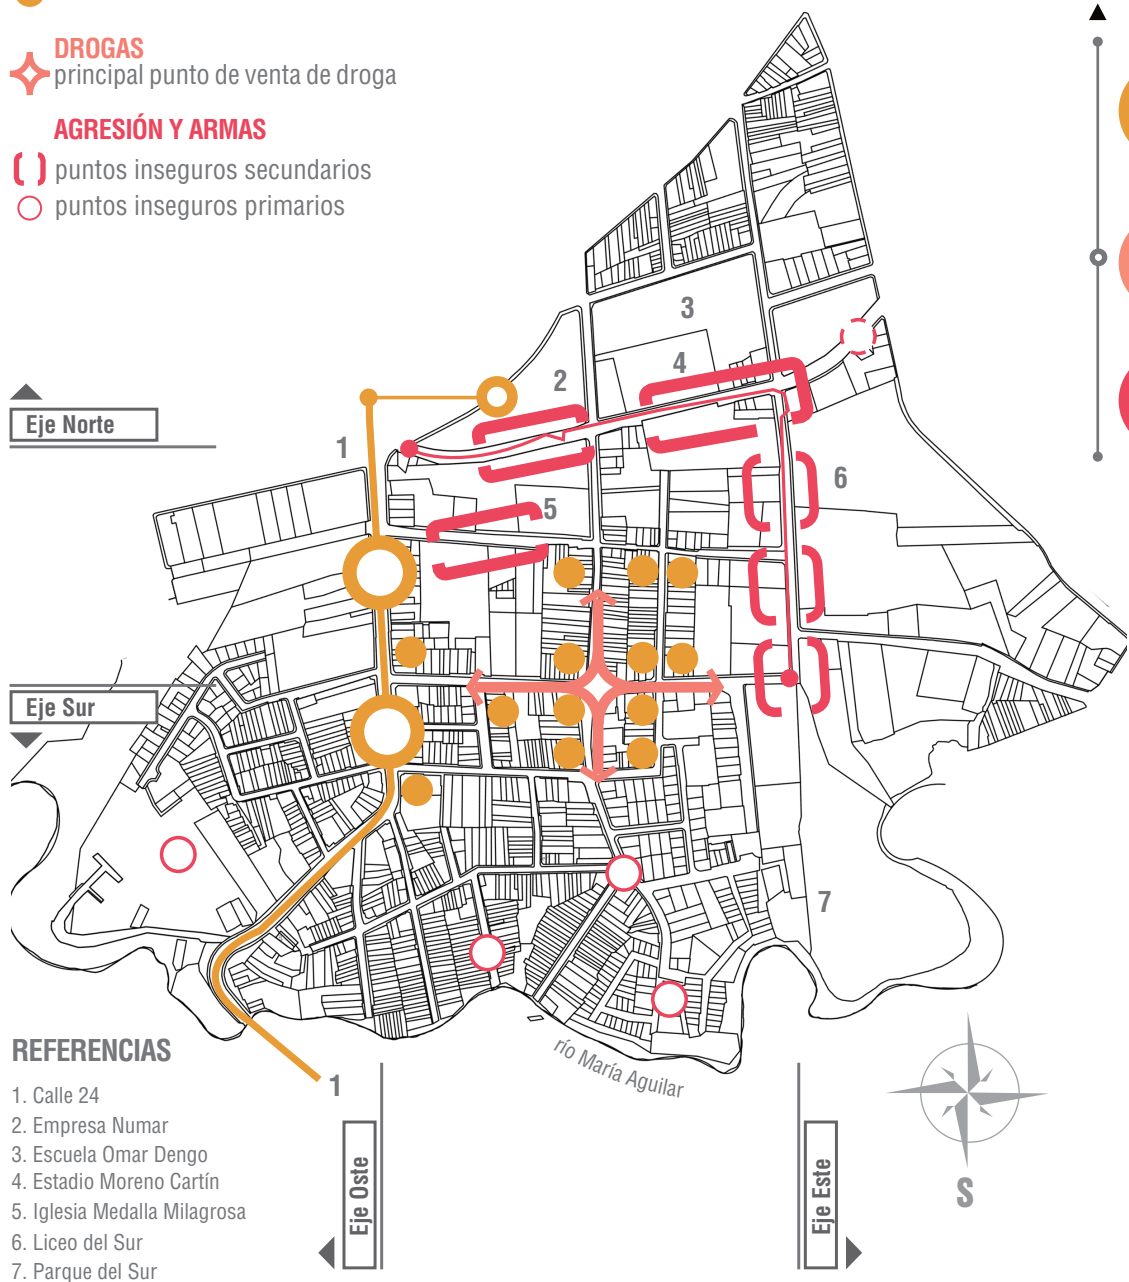 DROGAS
principal punto de venta de droga
AGRESIÓN Y ARMAS
puntos inseguros secundarios
puntos inseguros primarios
3
4
2
Eje Norte
1
6
5
Eje Sur
7
río María Aguilar
REFERENCIAS
1
1. Calle 24
2. Empresa Numar
3. Escuela Omar Dengo
4. Estadio Moreno Cartín
5. Iglesia Medalla Milagrosa
6. Liceo del Sur
7. Parque del Sur
Eje Oste
Eje Este
S